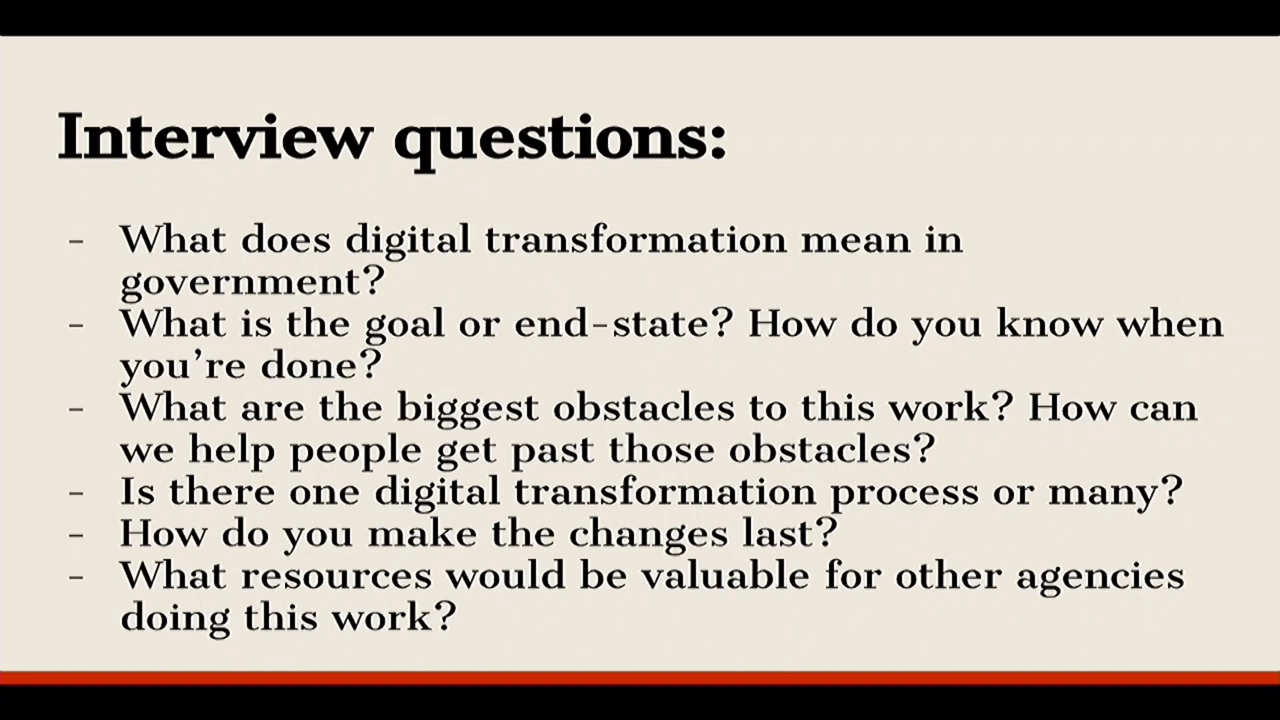 Interview questions:
- What does digital transformation mean in
government?
- What is the goal or end-state? How do you know when
you're done?
- What are the biggest obstacles to this work? How can
we help people get past those obstacles?
- Is there one digital transformation process or many?
- How do you make the changes last?
- What resources would be valuable for other agencies
doing this work?